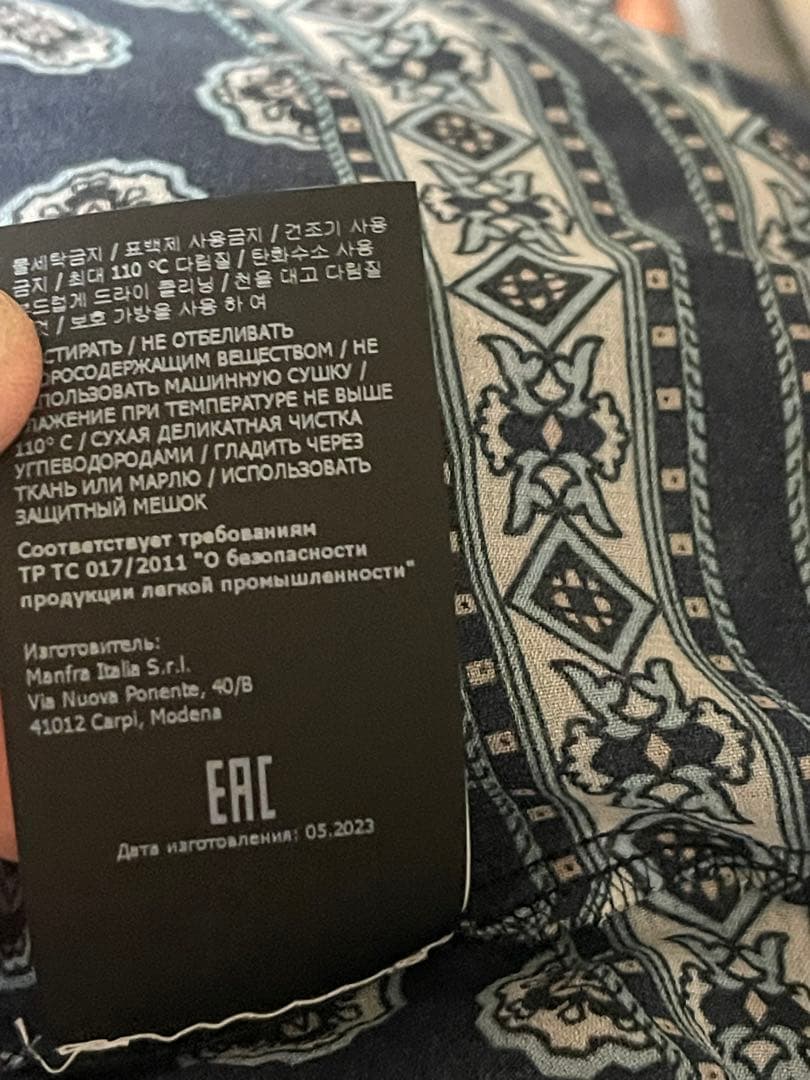 물세탁금지 / 표백제 사용금지 / 건조기 사용
금지 / 최대 110 °C 다림질 / 탄화수소 사용
드럽게 드라이 클리닝 / 천을 대고 다림질
/ 보호 가방을 사용 하 여
СТИРАТЬ / НЕ ОТБЕЛИВАТЬ
ОРОСОДЕРЖАЩИМ ВЕЩЕСТВОМ / НЕ
ПОЛЬЗОВАТЬ МАШИННУЮ СУШКУ /
ЛАЖЕНИЕ ПРИ ТЕМПЕРАТУРЕ НЕ ВЫШЕ
110° C / СУХАЯ ДЕЛИКАТНАЯ ЧИСТКА
УГЛЕВОДОРОДАМИ / ГЛАДИТЬ ЧЕРЕЗ
ТКАНЬ ИЛИ МАРЛЮ / ИСПОЛЬЗОВАТЬ
ЗАЩИТНЫЙ МЕШОК
Соответствует требованиям
ТР ТС 017/2011 "О безопасности
продукции легкой промышленности"
Изготовитель:
Manfra Italia S.r.l.
Via Nuova Ponente, 40/B
41012 Carpi, Modena
EAC
Дата изготовления: 05.2023